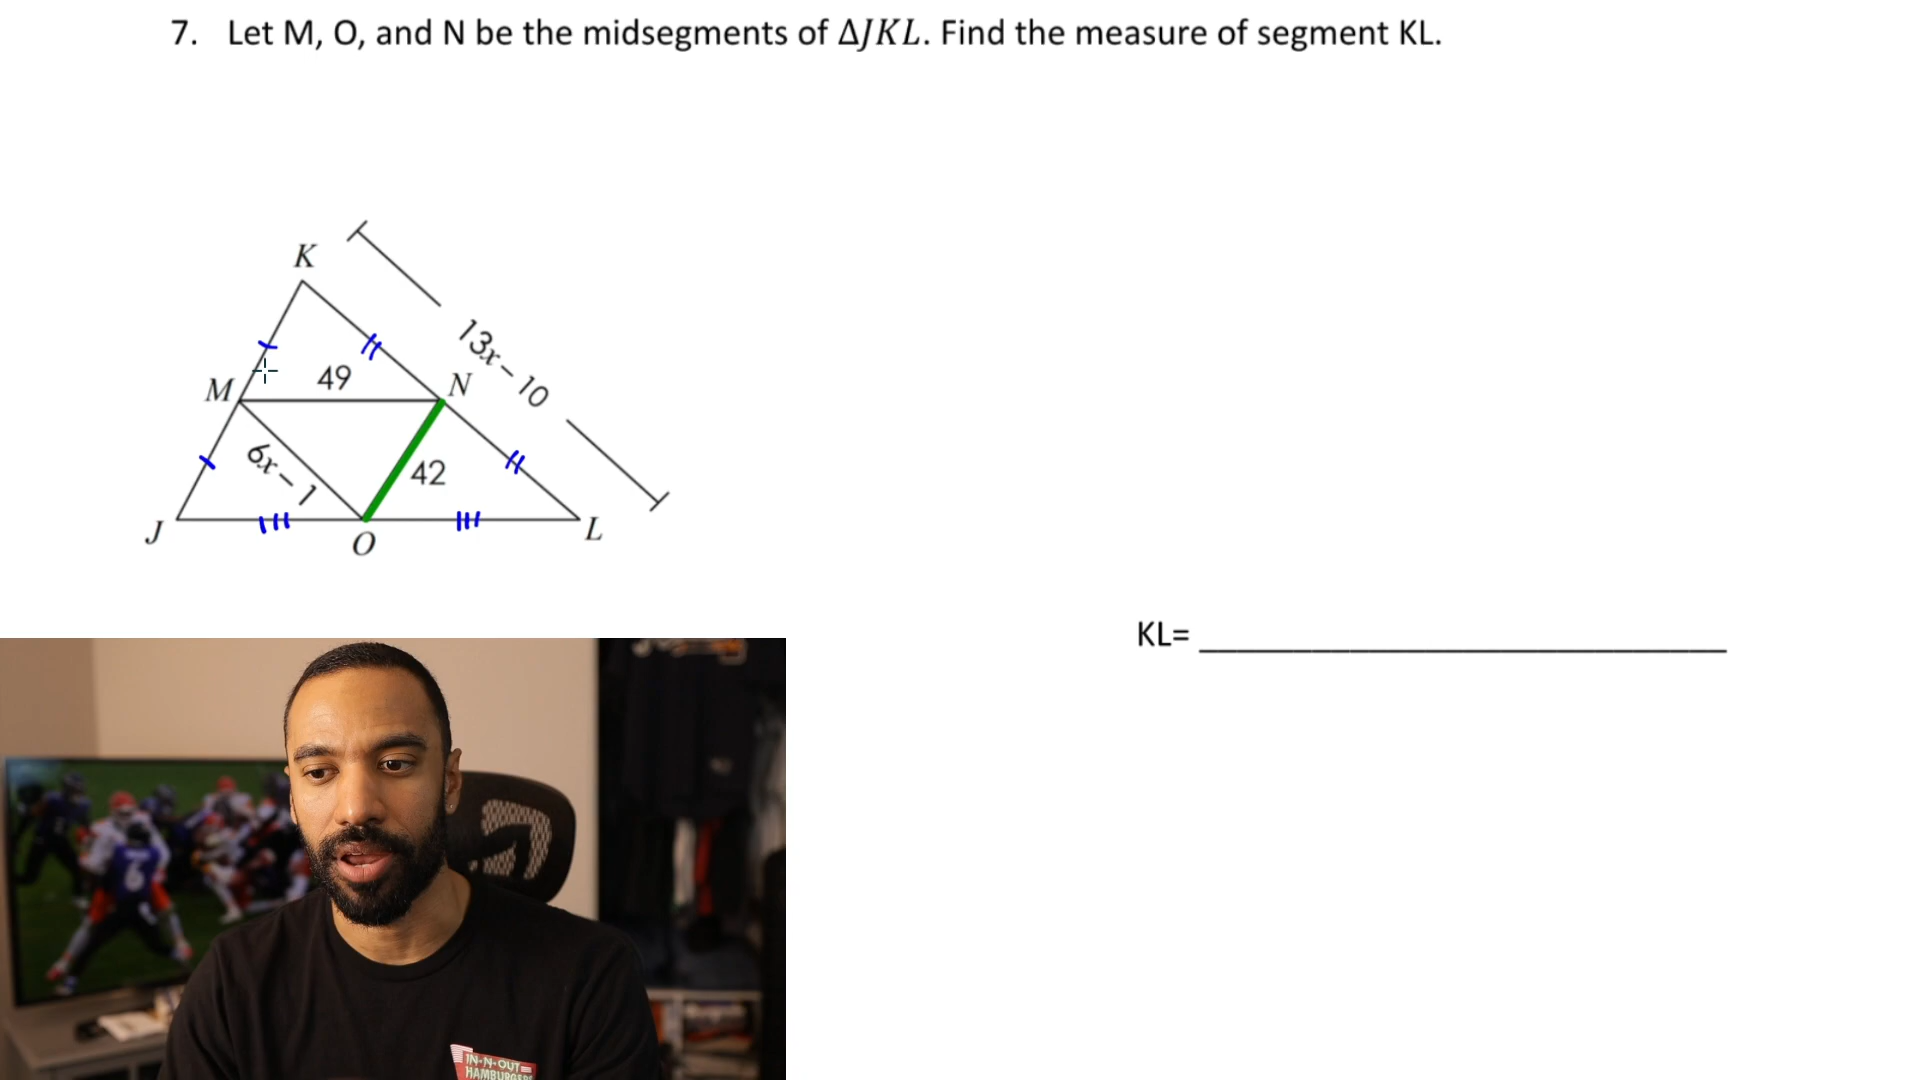 7. Let M, O, and N be the midsegments of ΔJKL. Find the measure of segment KL.
K
13x – 10
49
M
N
6x – 1
42
J
O
L
KL=
6
IN-N-OUT
HAMBURGERS